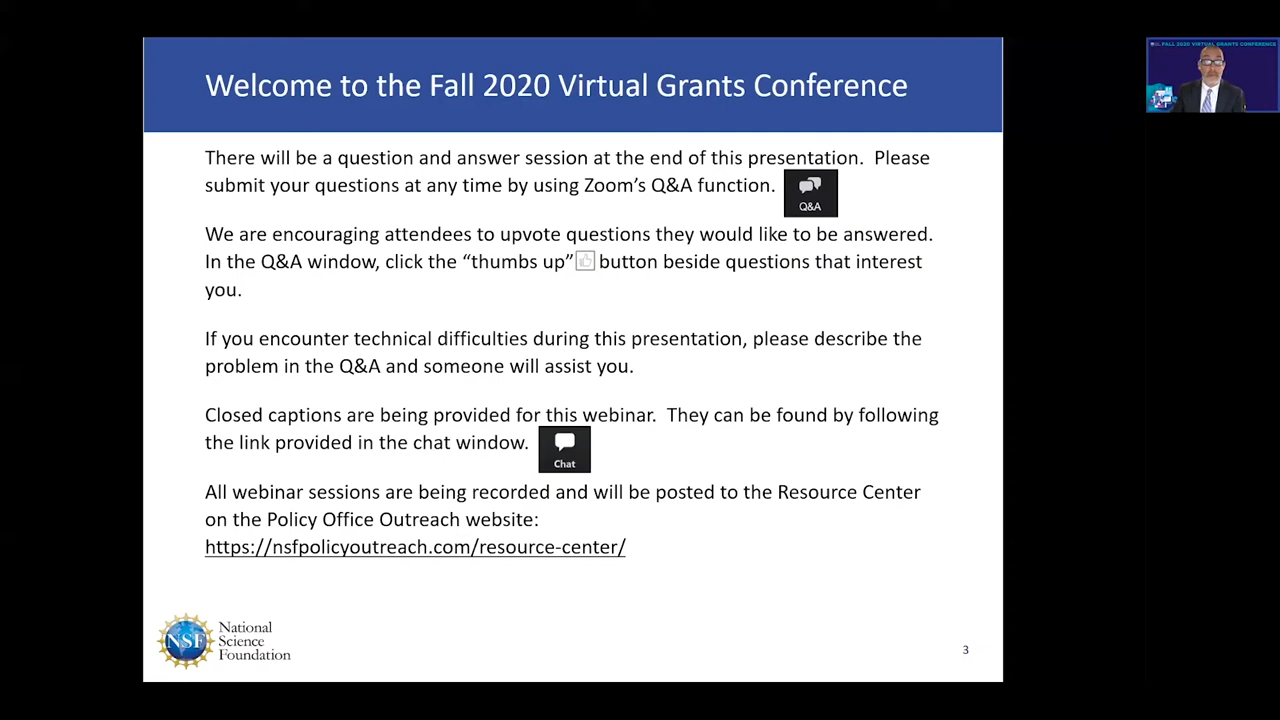 Welcome to the Fall 2020 Virtual Grants Conference
There will be a question and answer session at the end of this presentation. Please
submit your questions at any time by using Zoom’s Q&A function.
Q&A
We are encouraging attendees to upvote questions they would like to be answered.
In the Q&A window, click the “thumbs up” button beside questions that interest
you.
If you encounter technical difficulties during this presentation, please describe the
problem in the Q&A and someone will assist you.
Closed captions are being provided for this webinar. They can be found by following
the link provided in the chat window.
Chat
All webinar sessions are being recorded and will be posted to the Resource Center
on the Policy Office Outreach website:
https://nsfpolicyoutreach.com/resource-center/
NSF
National
Science
Foundation
3
FALL 2020 VIRTUAL GRANTS CONFERENCE